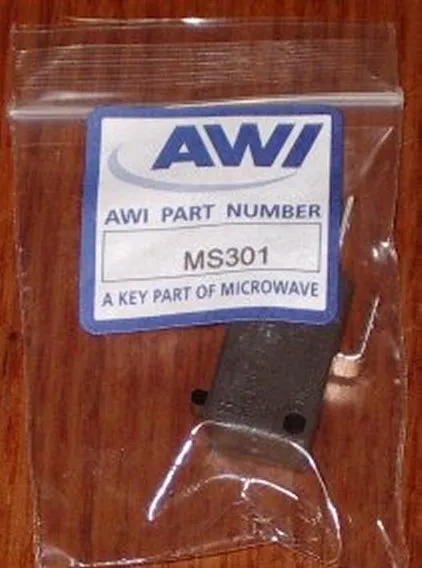 AWI
AWI PART NUMBER
MS301
A KEY PART OF MICROWAVE